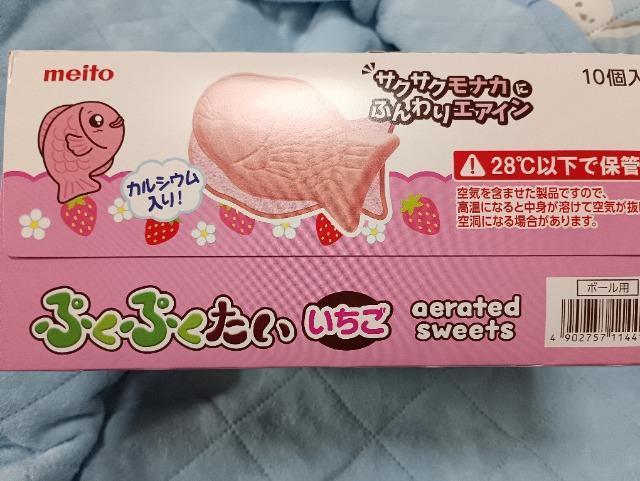 meito
サクサクモナカに
ふんわりエアイン
10個入
カルシウム
入り!
28℃以下で保管
空気を含ませた製品ですので、
高温になると中身が溶けて空気が抜け
空洞になる場合があります。
ぷくぷくたい
いちご
aerated
sweets
ボール用
4 902757 1144